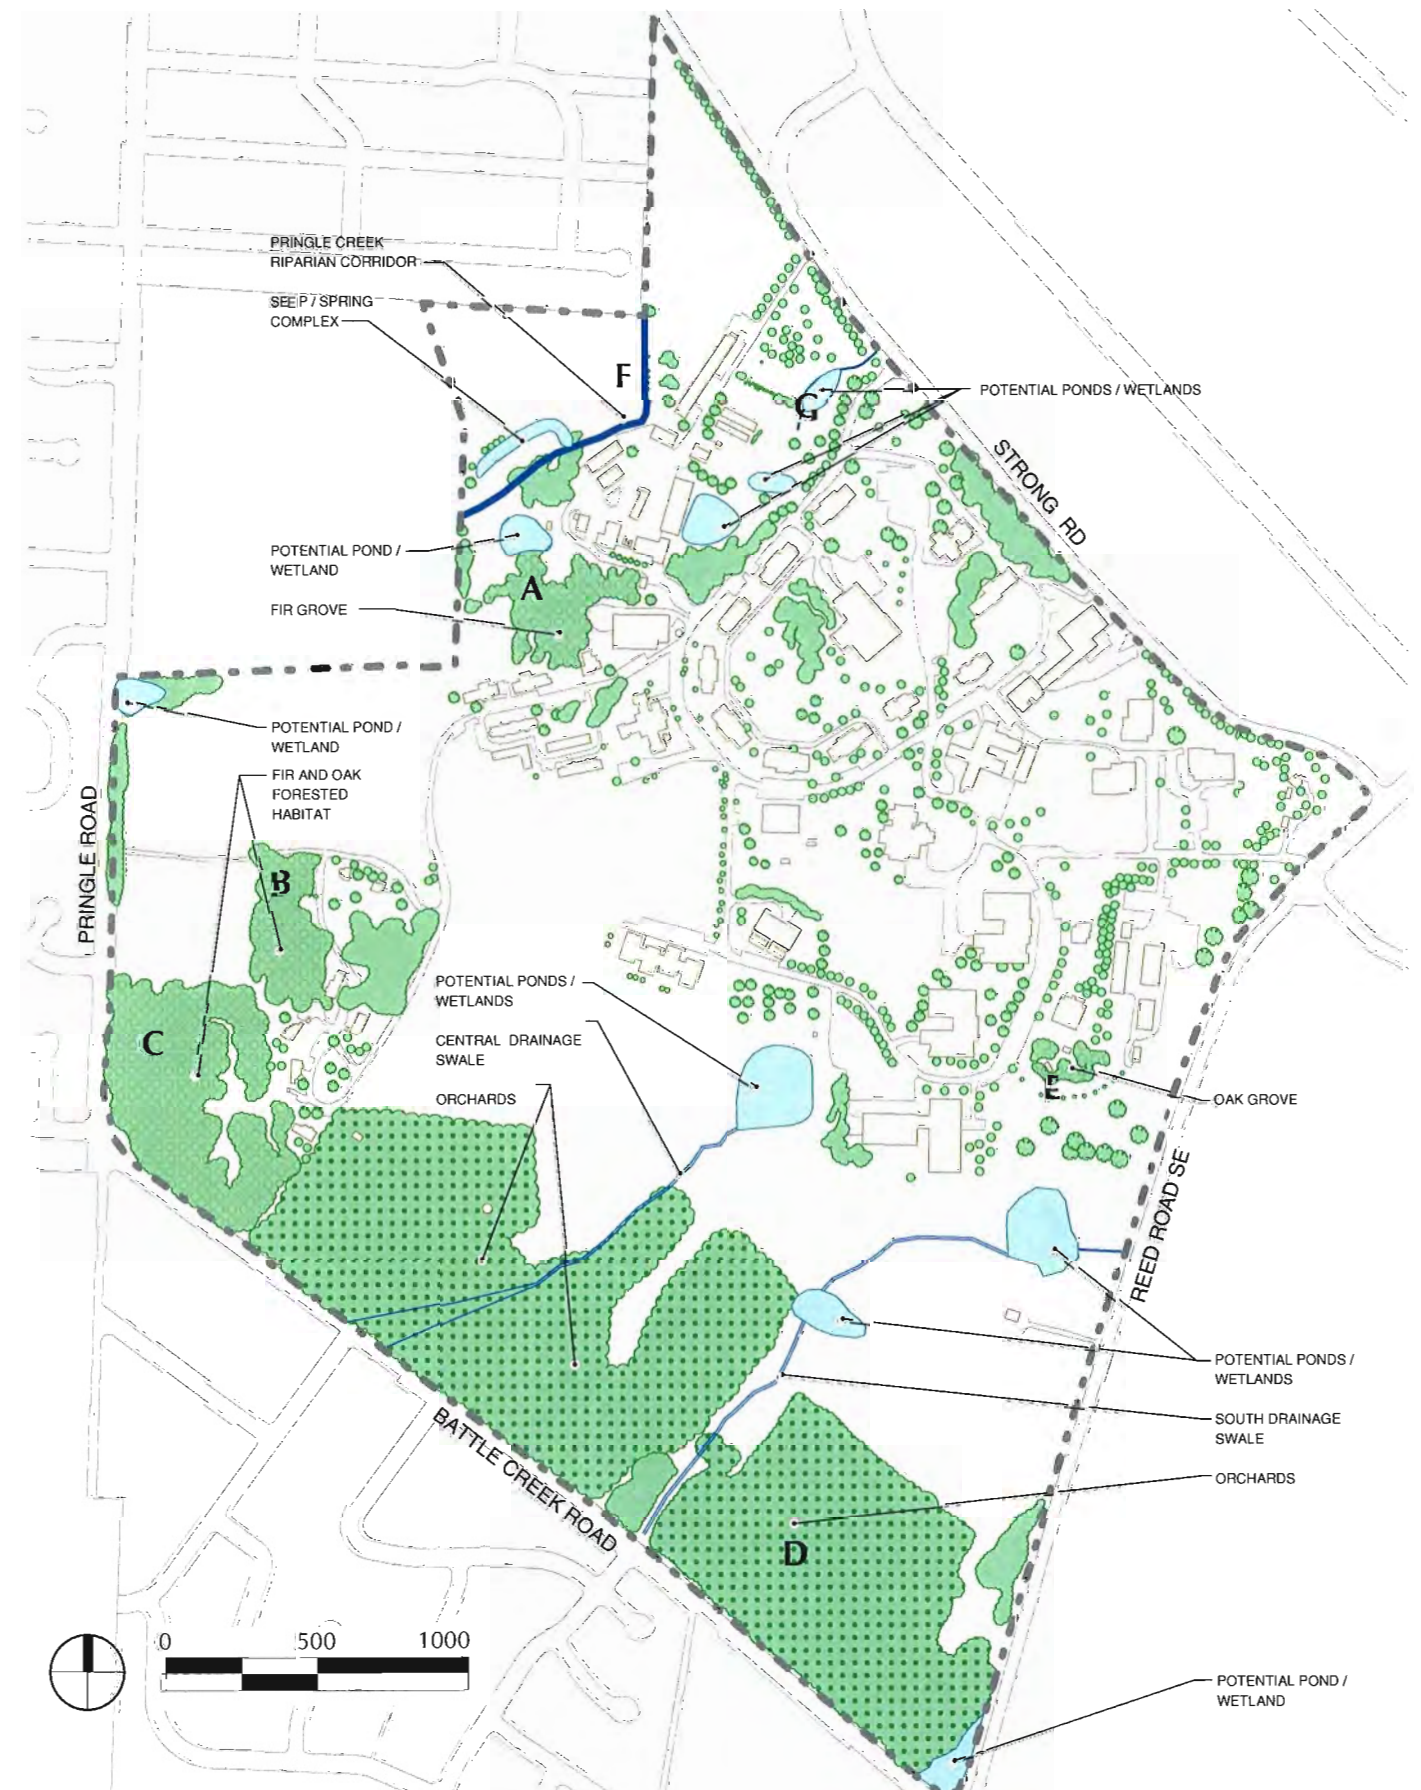 PRINGLE CREEK
RIPARIAN CORRIDOR
SEEP / SPRING
COMPLEX
F
POTENTIAL PONDS / WETLANDS
G
STRONG RD
POTENTIAL POND /
WETLAND
A
FIR GROVE
POTENTIAL POND /
WETLAND
FIR AND OAK
FORESTED
HABITAT
PRINGLE ROAD
B
POTENTIAL PONDS /
WETLANDS
C
CENTRAL DRAINAGE
SWALE
ORCHARDS
E
OAK GROVE
REED ROAD SE
POTENTIAL PONDS /
WETLANDS
SOUTH DRAINAGE
SWALE
BATTLE CREEK ROAD
ORCHARDS
D
0 500 1000
POTENTIAL POND /
WETLAND